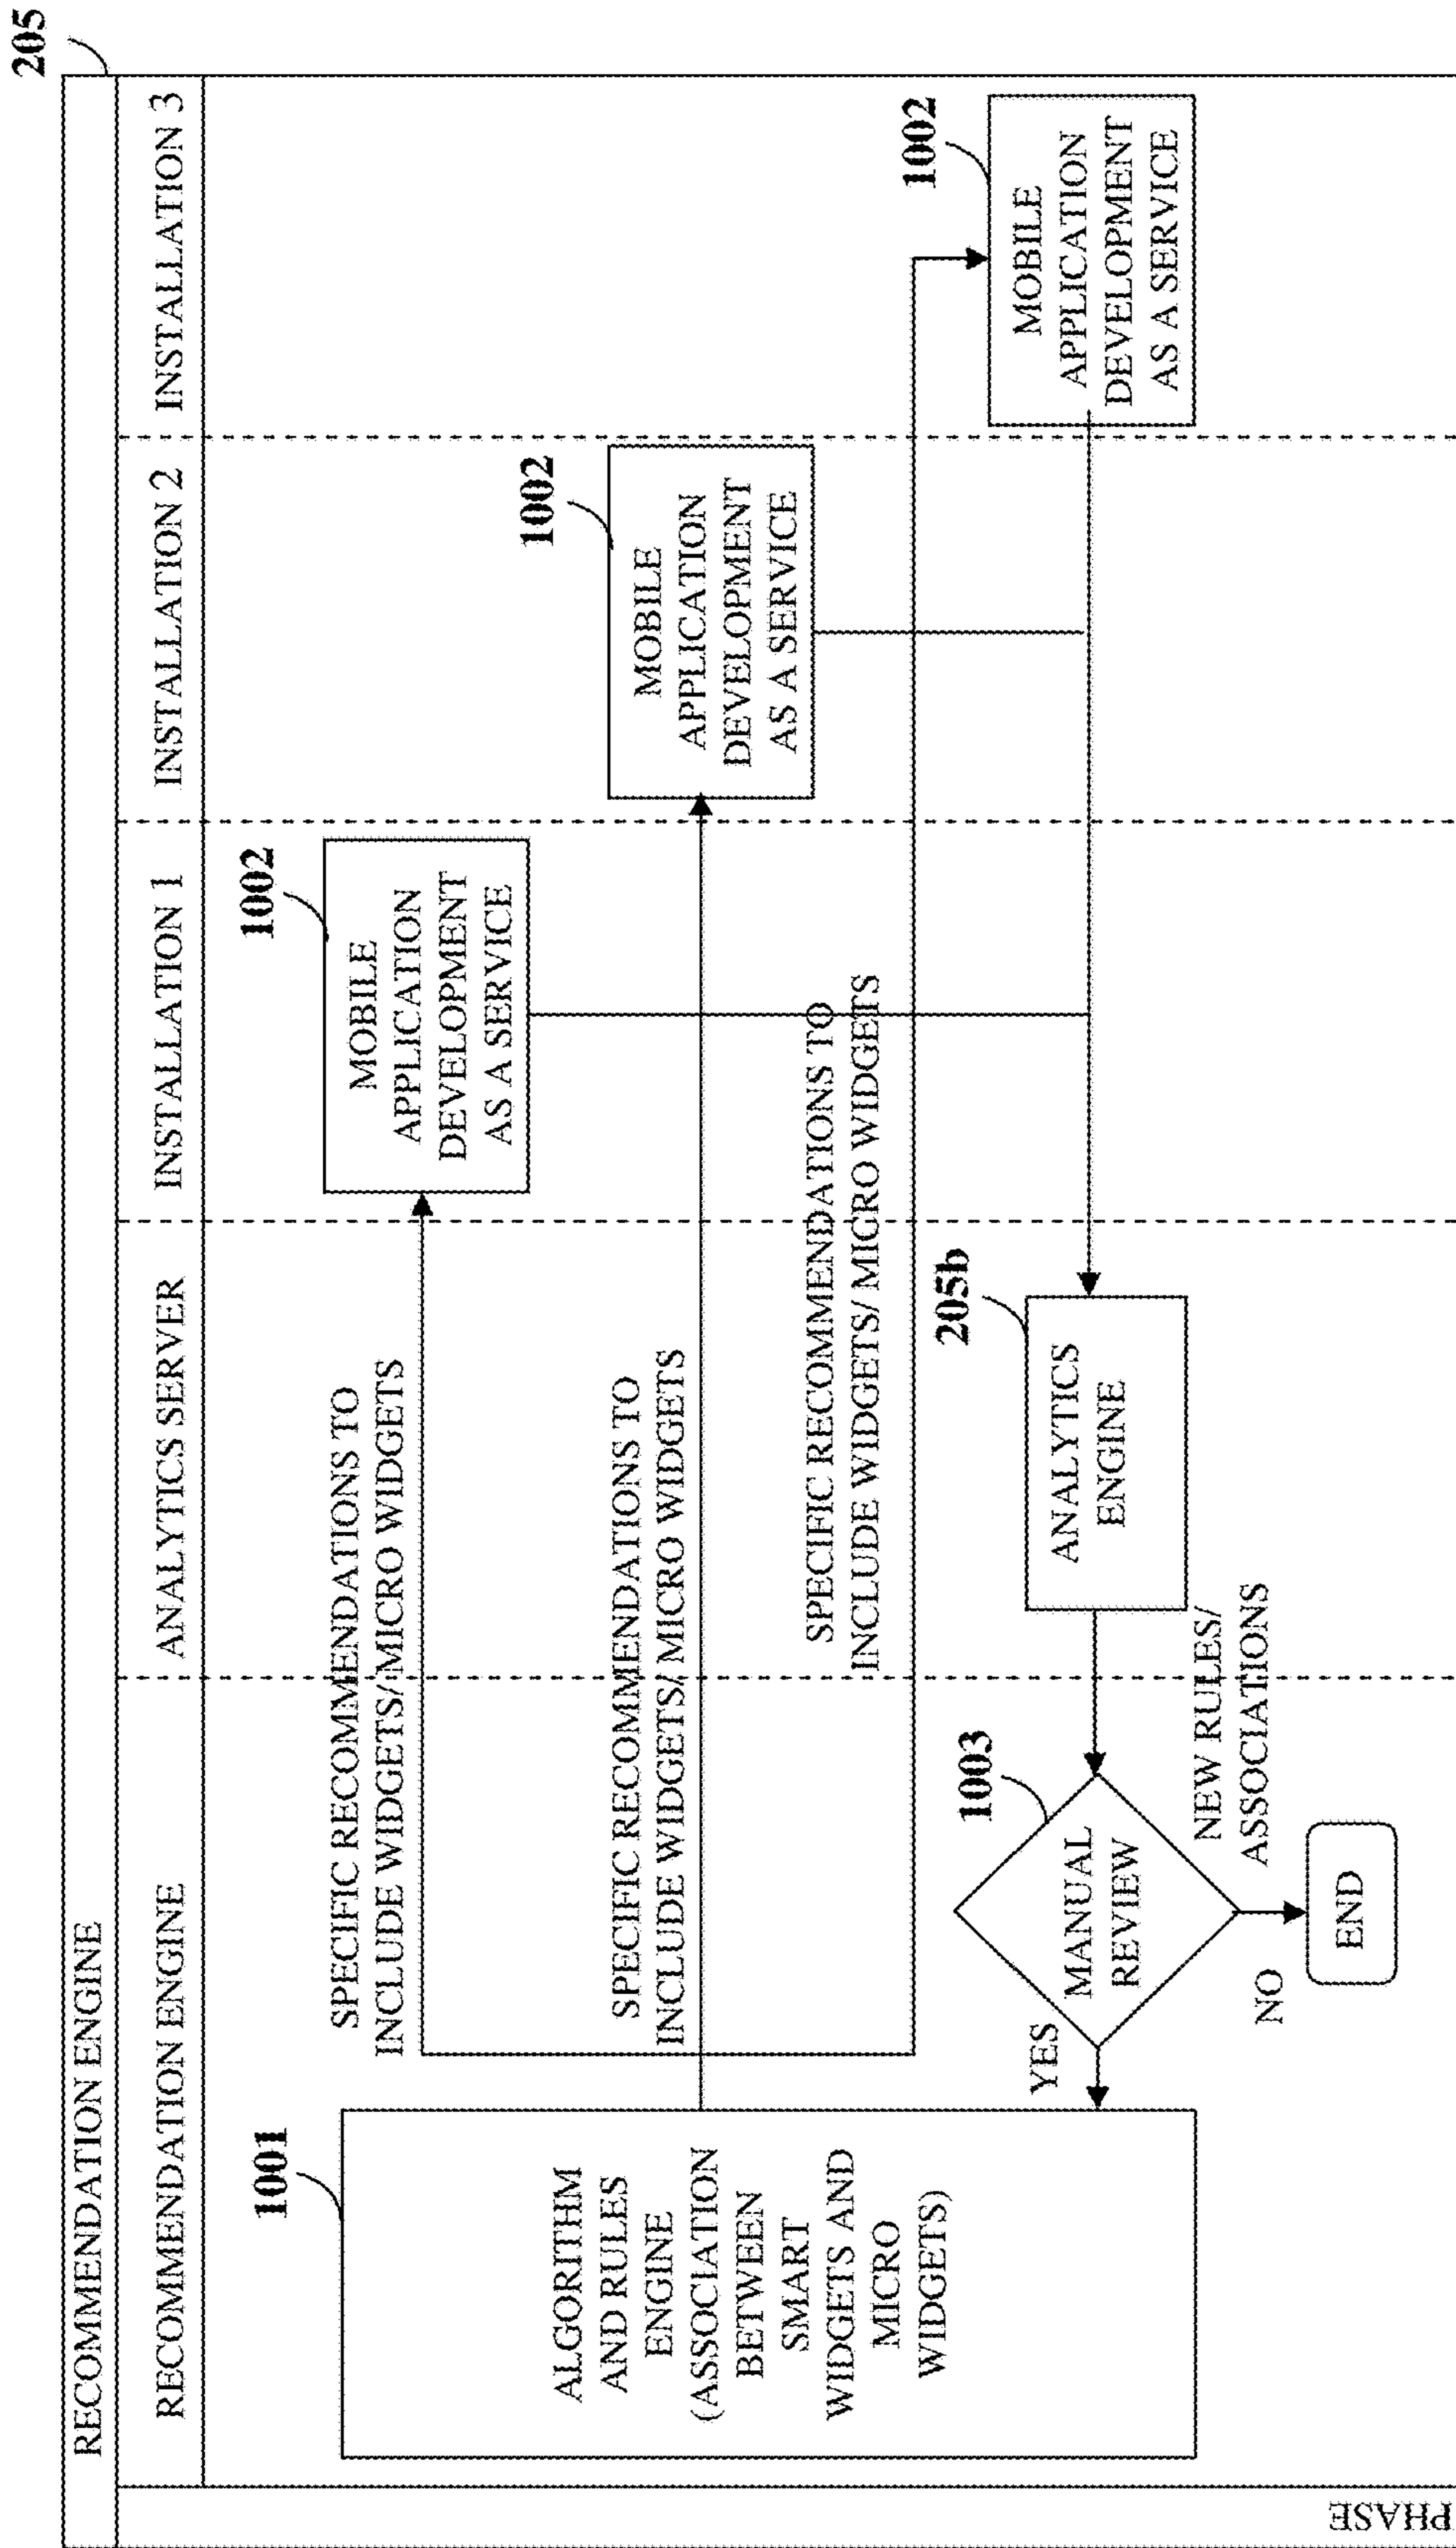 205
RECOMMENDATION ENGINE
RECOMMENDATION ENGINE
ANALYTICS SERVER
INSTALLATION 1
INSTALLATION 2
INSTALLATION 3
PHASE
1001
ALGORITHM
AND RULES
ENGINE
(ASSOCIATION
BETWEEN
SMART
WIDGETS AND
MICRO
WIDGETS)
SPECIFIC RECOMMENDATIONS TO
INCLUDE WIDGETS/ MICRO WIDGETS
1002
MOBILE
APPLICATION
DEVELOPMENT
AS A SERVICE
SPECIFIC RECOMMENDATIONS TO
INCLUDE WIDGETS/ MICRO WIDGETS
1002
MOBILE
APPLICATION
DEVELOPMENT
AS A SERVICE
SPECIFIC RECOMMENDATIONS TO
INCLUDE WIDGETS/ MICRO WIDGETS
1002
MOBILE
APPLICATION
DEVELOPMENT
AS A SERVICE
205b
ANALYTICS
ENGINE
NEW RULES/
ASSOCIATIONS
1003
MANUAL
REVIEW
YES
NO
END